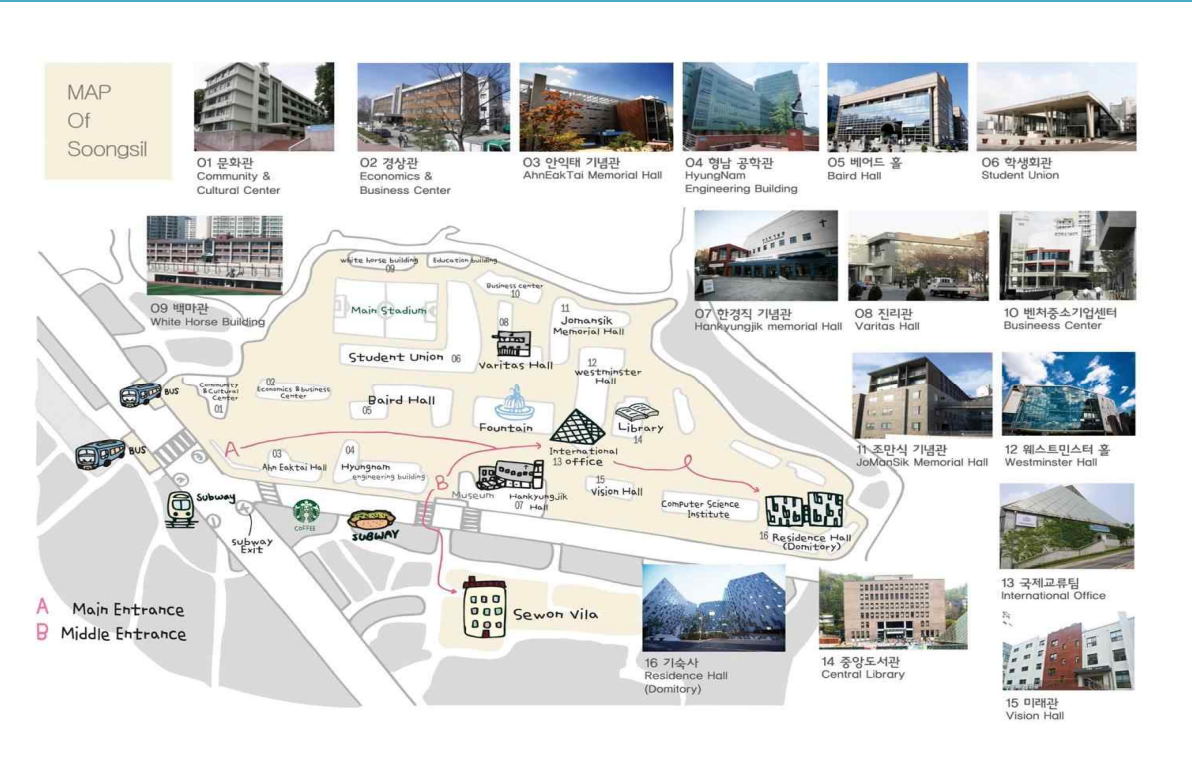 MAP
Of
Soongsil
01 문화관
Community &
Cultural Center
02 경상관
Economics &
Business Center
03 안익태 기념관
AhnEakTai Memorial Hall
04 형남 공학관
HyungNam
Engineering Building
05 베어드 홀
Baird Hall
06 학생회관
Student Union
07 한경직 기념관
Hankyungjik memorial Hall
08 진리관
Varitas Hall
10 벤처중소기업센터
Busineess Center
09 백마관
White Horse Building
11 조만식 기념관
JoManSik Memorial Hall
12 웨스트민스터 홀
Westminster Hall
13 국제교류팀
International Office
14 중앙도서관
Central Library
15 미래관
Vision Hall
16 기숙사
Residence Hall
(Domitory)
white horse building
09
Education building
Business center
10
Main Stadium
11
Jomansik
Memorial Hall
08
Varitas Hall
Student Union 06
12
westminster
Hall
BUS
Community
& Cultural
Center
01
02
Economics & business
Center
Baird Hall
05
Fountain
Library
14
International
13 office
BUS
A
03
Ahn Eaktai Hall
04
Hyungnam
engineering building
B
Museum
Hankyungjik
07 Hall
15
Vision Hall
Computer Science
Institute
16 Residence Hall
(Domitory)
Subway
Subway
Exit
COFFEE
SUBWAY
Sewon Vila
A Main Entrance
B Middle Entrance